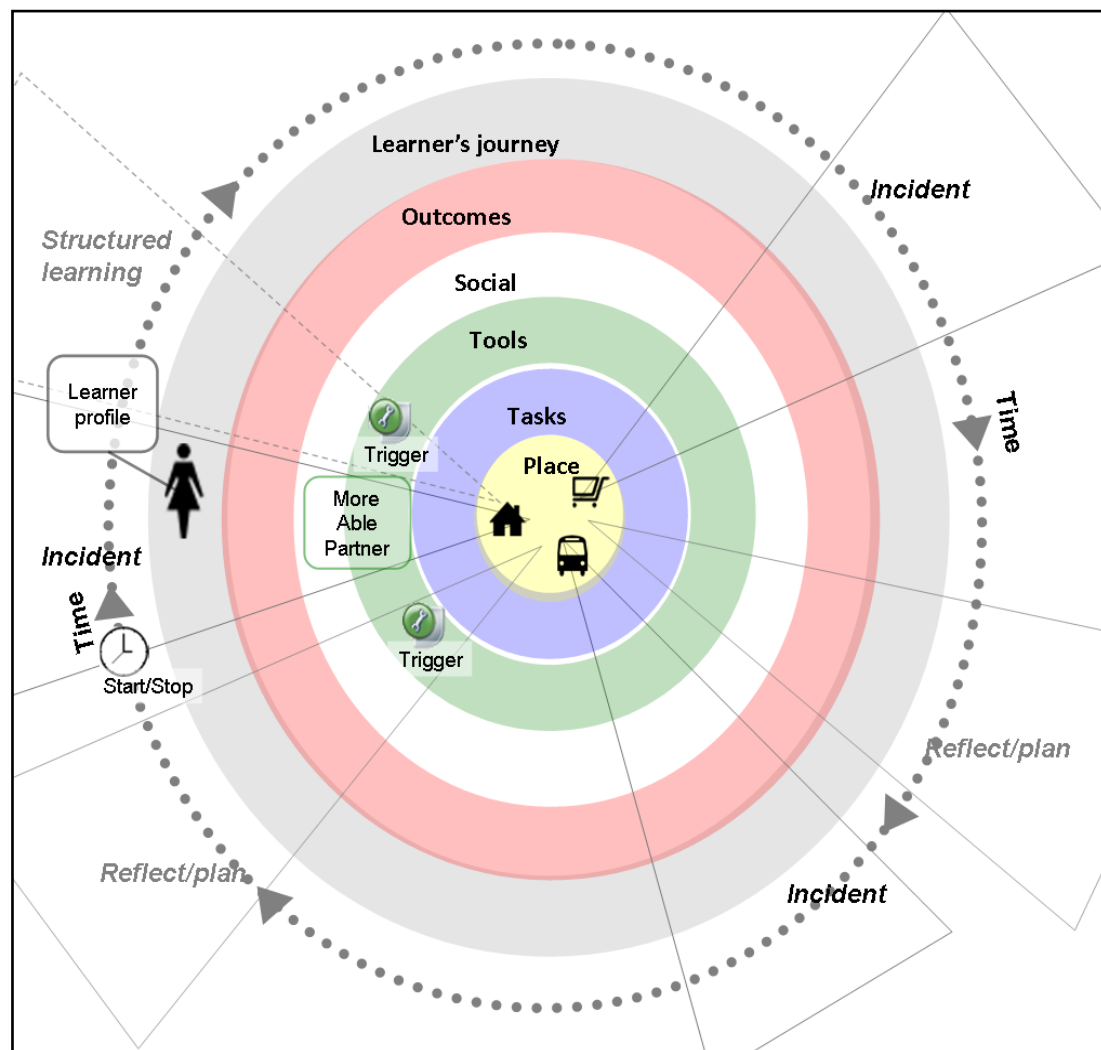 Learner's journey
Incident
Outcomes
Structured
learning
Social
Tools
Learner
profile
Tasks
Time
Trigger
Place
More
Able
Partner
Incident
Time
Trigger
Start/Stop
Reflect/plan
Reflect/plan
Incident